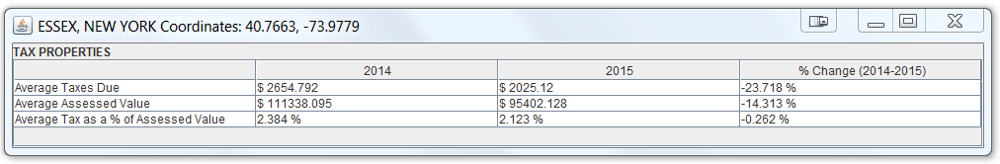 ESSEX, NEW YORK Coordinates: 40.7663, -73.9779
TAX PROPERTIES
2014 2015 % Change (2014-2015)
Average Taxes Due $ 2654.792 $ 2025.12 -23.718 %
Average Assessed Value $ 111338.095 $ 95402.128 -14.313 %
Average Tax as a % of Assessed Value 2.384 % 2.123 % -0.262 %